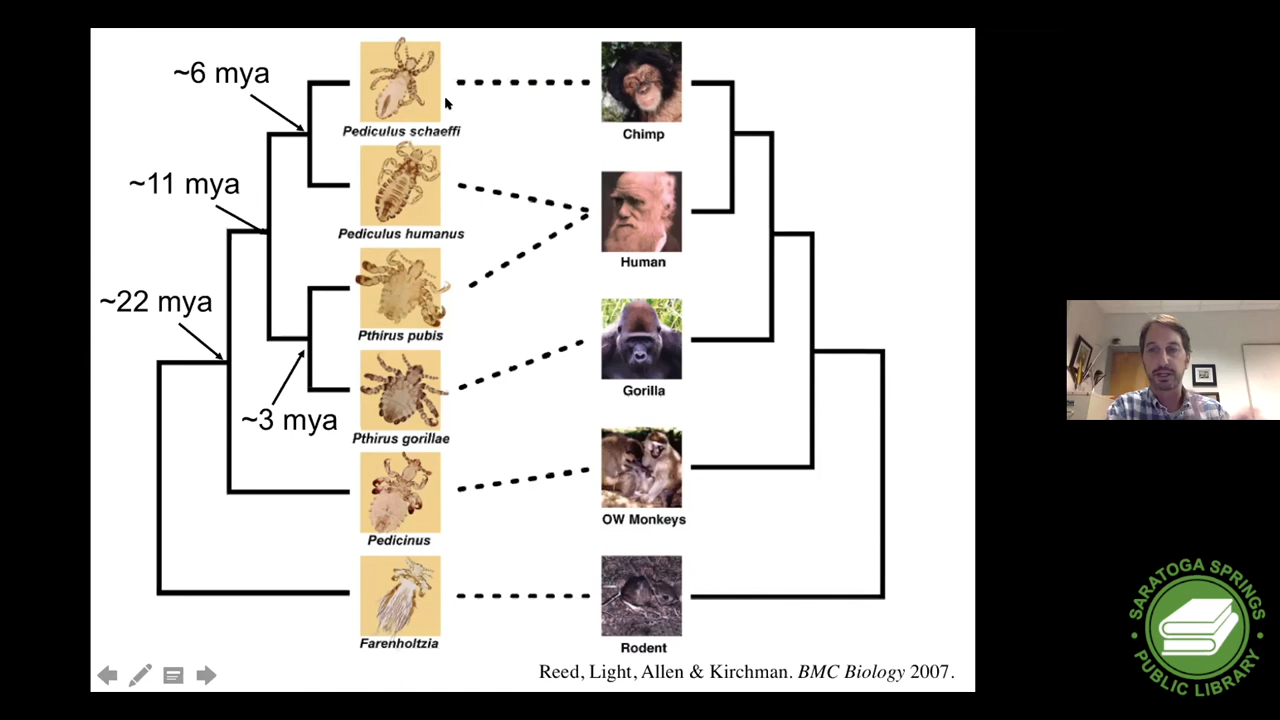 ~6 mya
Pediculus schaeffi
Chimp
~11 mya
Pediculus humanus
Human
~22 mya
Pthirus pubis
Gorilla
~3 mya
Pthirus gorillae
OW Monkeys
Pedicinus
Farenholtzia
Rodent
Reed, Light, Allen & Kirchman. BMC Biology 2007.
SARATOGA SPRINGS
PUBLIC LIBRARY